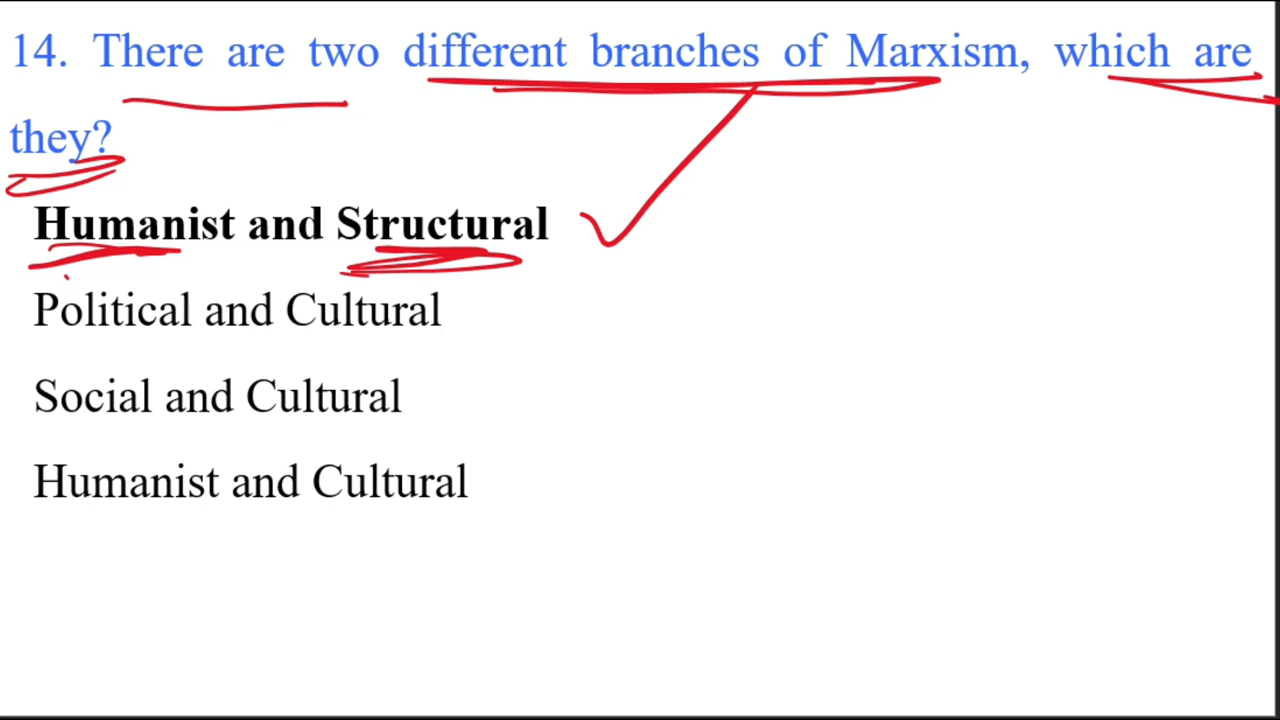 14. There are two different branches of Marxism, which are
they?
Humanist and Structural
Political and Cultural
Social and Cultural
Humanist and Cultural